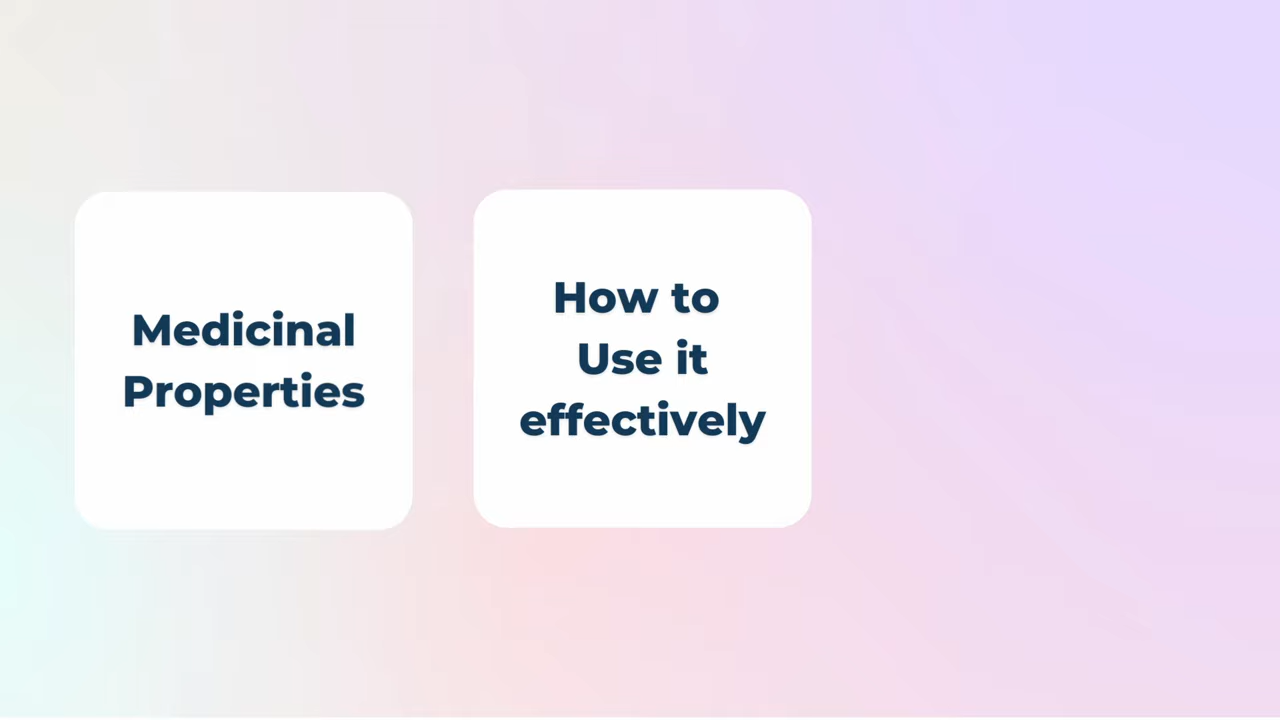 Medicinal
Properties
How to
Use it
effectively